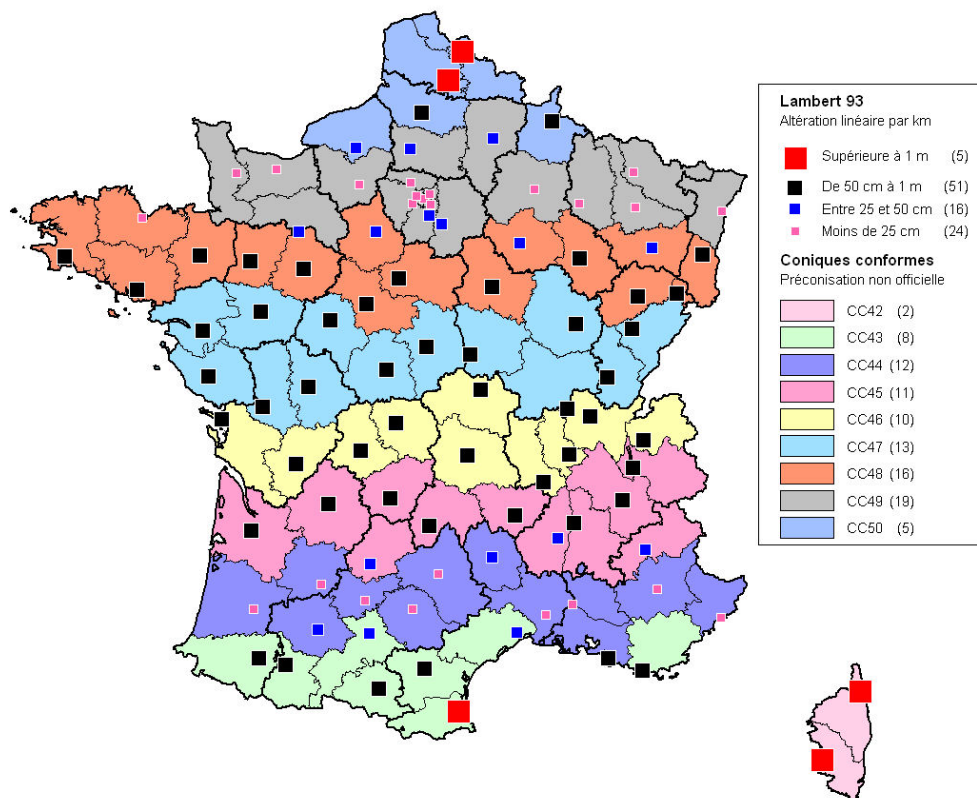 Lambert 93
Altération linéaire par km
Supérieure à 1 m (5)
De 50 cm à 1 m (51)
Entre 25 et 50 cm (16)
Moins de 25 cm (24)
Coniques conformes
Préconisation non officielle
CC42 (2)
CC43 (8)
CC44 (12)
CC45 (11)
CC46 (10)
CC47 (13)
CC48 (16)
CC49 (19)
CC50 (5)